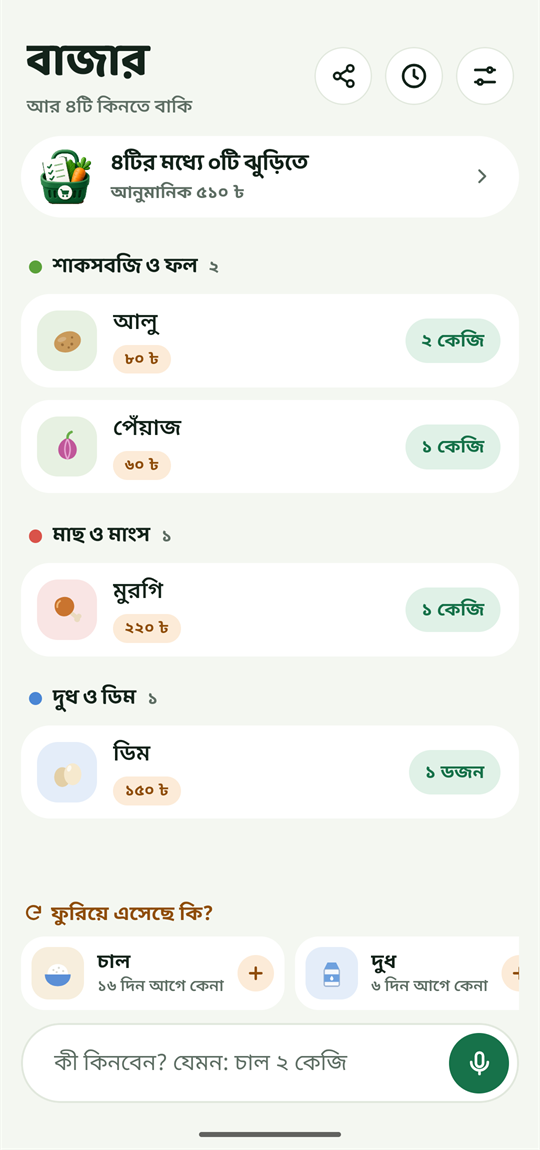 বাজার
আর ৪টি কিনতে বাকি
৪টির মধ্যে ০টি ঝুড়িতে
আনুমানিক ৫১০ ৳
শাকসবজি ও ফল ২
আলু
৮০ ৳
২ কেজি
পেঁয়াজ
৬০ ৳
১ কেজি
মাছ ও মাংস ১
মুরগি
২২০ ৳
১ কেজি
দুধ ও ডিম ১
ডিম
১৫০ ৳
১ ডজন
ফুরিয়ে এসেছে কি?
চাল
১৬ দিন আগে কেনা
দুধ
৬ দিন আগে কেনা
কী কিনবেন? যেমন: চাল ২ কেজি